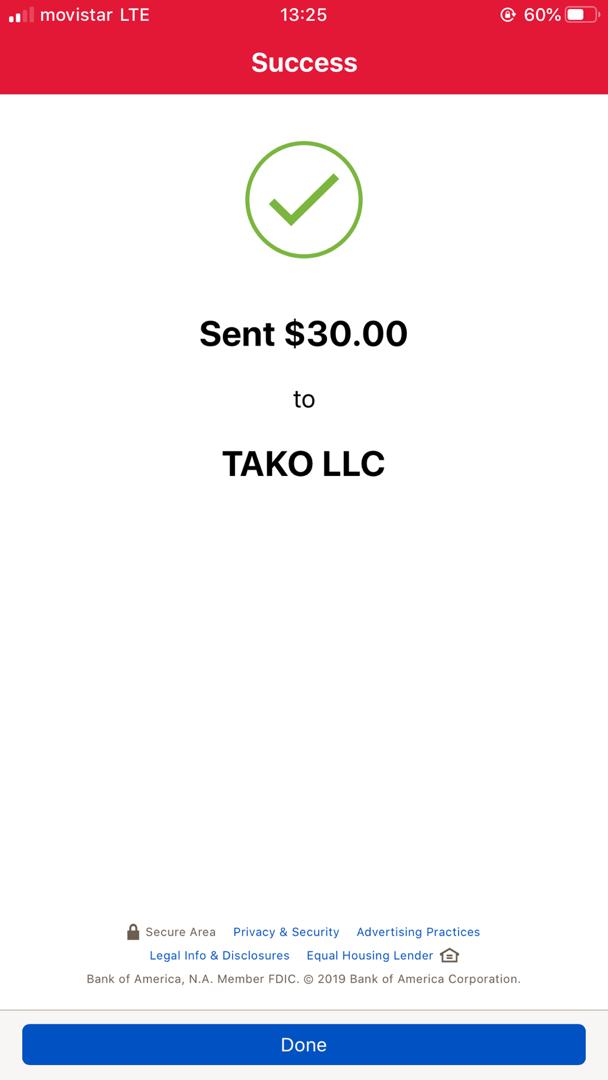 movistar LTE 13:25 60%
Success
Sent $30.00
to
TAKO LLC
Secure Area Privacy & Security Advertising Practices
Legal Info & Disclosures Equal Housing Lender
Bank of America, N.A. Member FDIC. © 2019 Bank of America Corporation.
Done